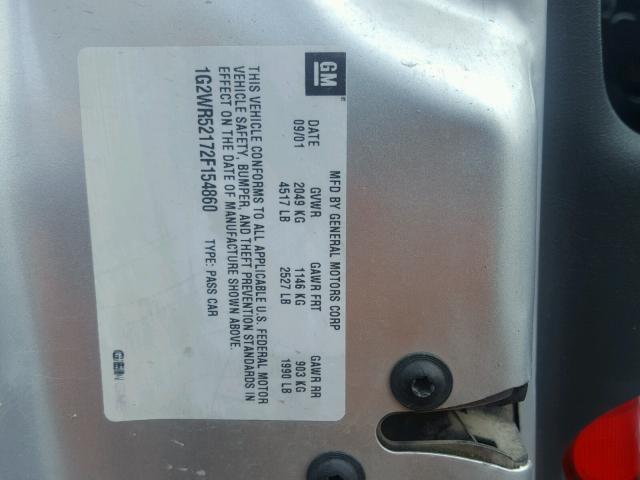 GM
MFD BY GENERAL MOTORS CORP
DATE GVWR GAWR FRT GAWR RR
09/01 2049 KG 1146 KG 903 KG
4517 LB 2527 LB 1990 LB
THIS VEHICLE CONFORMS TO ALL APPLICABLE U.S. FEDERAL MOTOR
VEHICLE SAFETY, BUMPER, AND THEFT PREVENTION STANDARDS IN
EFFECT ON THE DATE OF MANUFACTURE SHOWN ABOVE.
1G2WR52172F154860 TYPE: PASS CAR